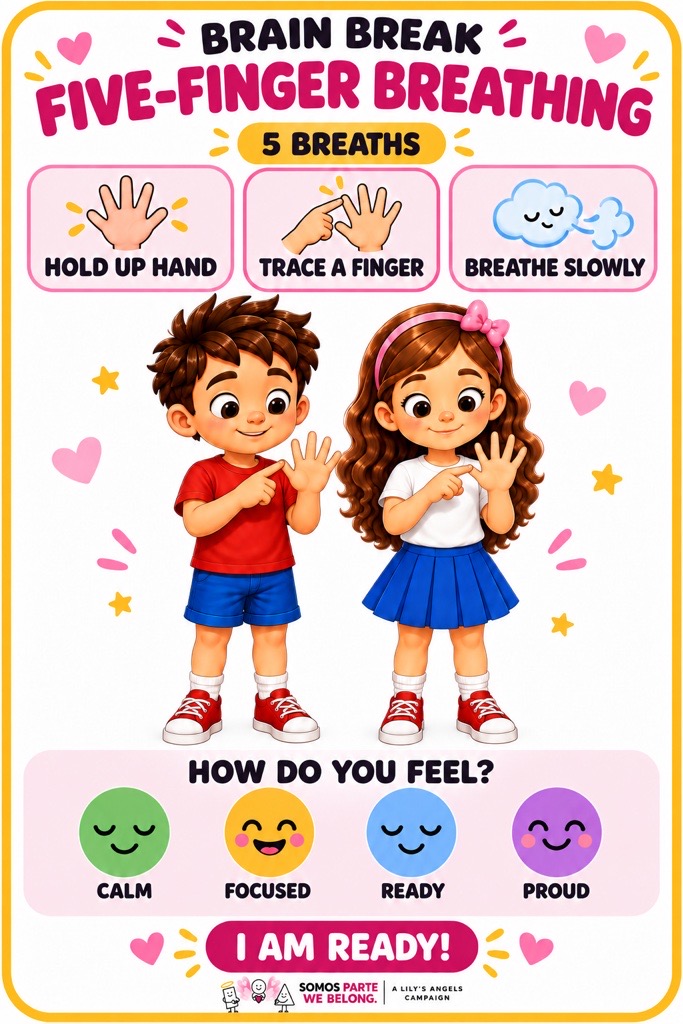 BRAIN BREAK
FIVE-FINGER BREATHING
5 BREATHS
HOLD UP HAND
TRACE A FINGER
BREATHE SLOWLY
HOW DO YOU FEEL?
CALM
FOCUSED
READY
PROUD
I AM READY!
SOMOS PARTE
WE BELONG.
A LILY'S ANGELS
CAMPAIGN